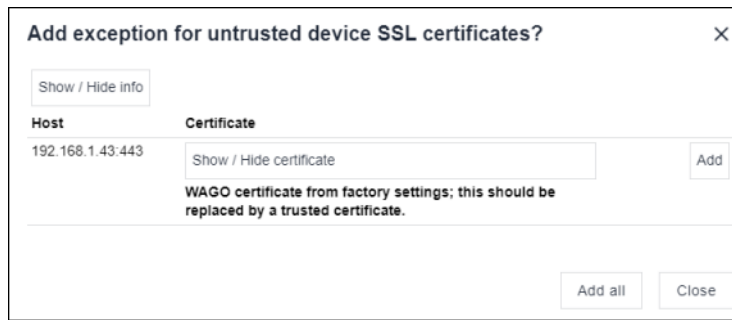 Add exception for untrusted device SSL certificates?
Show / Hide info
Host Certificate
192.168.1.43:443 Show / Hide certificate Add
WAGO certificate from factory settings; this should be
replaced by a trusted certificate.
Add all Close